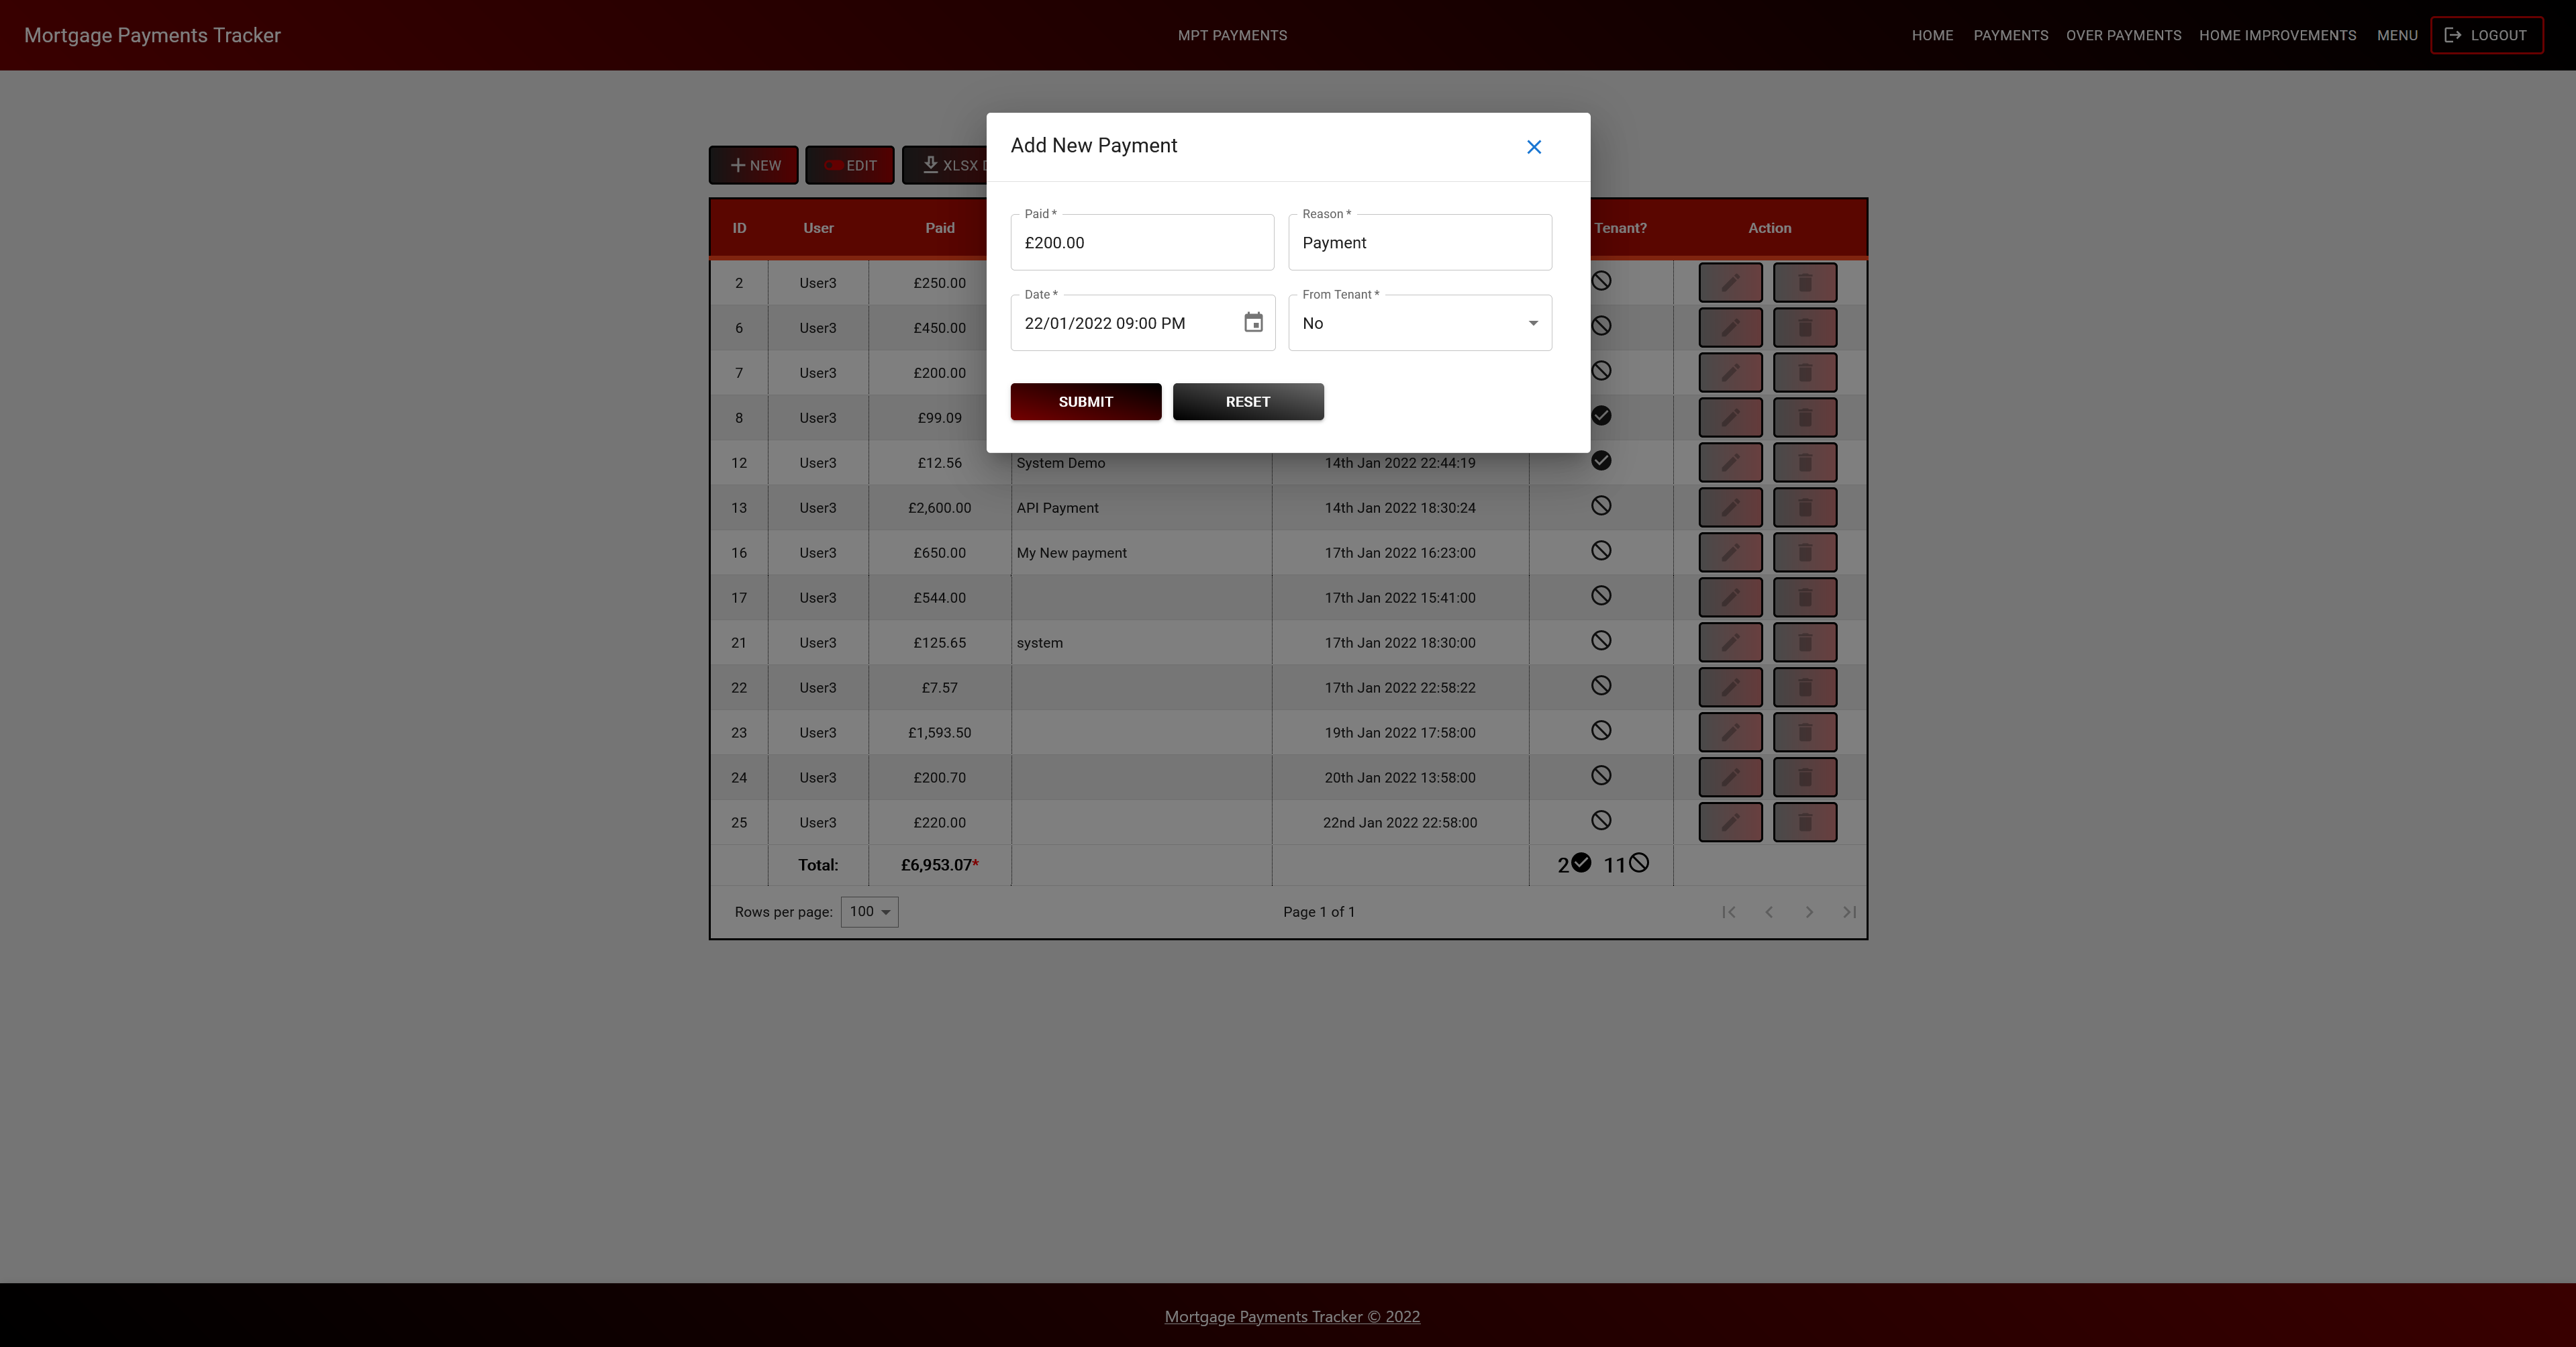 Mortgage Payments Tracker MPT PAYMENTS HOME PAYMENTS OVER PAYMENTS HOME IMPROVEMENTS MENU LOGOUT
NEW EDIT XLSX
Add New Payment
Paid * Reason *
£200.00 Payment
Date * From Tenant *
22/01/2022 09:00 PM No
SUBMIT RESET
ID User Paid Tenant? Action
2 User3 £250.00
6 User3 £450.00
7 User3 £200.00
8 User3 £99.09
12 User3 £12.56 System Demo 14th Jan 2022 22:44:19
13 User3 £2,600.00 API Payment 14th Jan 2022 18:30:24
16 User3 £650.00 My New payment 17th Jan 2022 16:23:00
17 User3 £544.00 17th Jan 2022 15:41:00
21 User3 £125.65 system 17th Jan 2022 18:30:00
22 User3 £7.57 17th Jan 2022 22:58:22
23 User3 £1,593.50 19th Jan 2022 17:58:00
24 User3 £200.70 20th Jan 2022 13:58:00
25 User3 £220.00 22nd Jan 2022 22:58:00
Total: £6,953.07* 2 11
Rows per page: 100 Page 1 of 1
Mortgage Payments Tracker © 2022